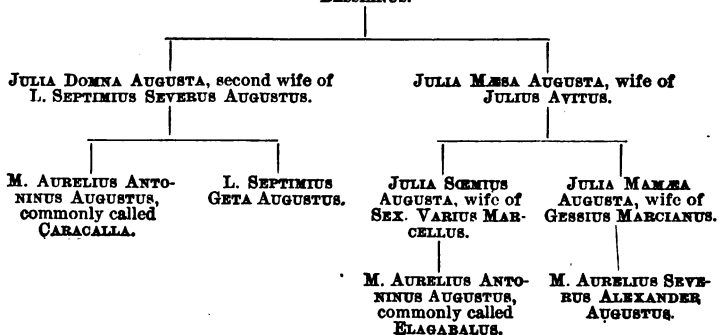 BASSIANUS.
JULIA DOMNA AUGUSTA, second wife of
L. SEPTIMIUS SEVERUS AUGUSTUS.
JULIA MÆSA AUGUSTA, wife of
JULIUS AVITUS.
M. AURELIUS ANTO-
NINUS AUGUSTUS,
commonly called
CARACALLA.
L. SEPTIMIUS
GETA AUGUSTUS.
JULIA SŒMIUS
AUGUSTA, wife of
SEX. VARIUS MAR-
CELLUS.
JULIA MAMÆA
AUGUSTA, wife of
GESSIUS MARCIANUS.
M. AURELIUS ANTO-
NINUS AUGUSTUS,
commonly called
ELAGABALUS.
M. AURELIUS SEVE-
RUS ALEXANDER
AUGUSTUS.